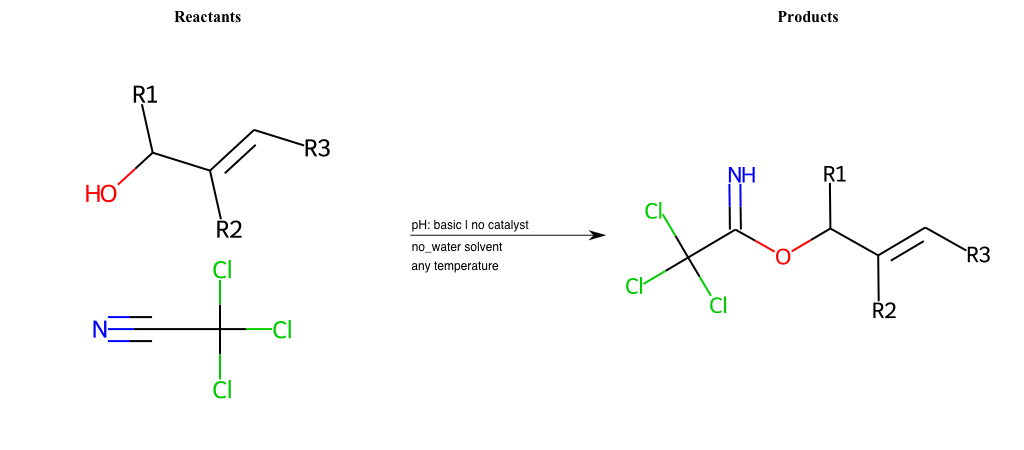 Reactants
Products
R1
R3
HO
R2
Cl
N
Cl
Cl
pH: basic | no catalyst
no_water solvent
any temperature
NH
R1
Cl
O
R3
Cl
Cl
R2